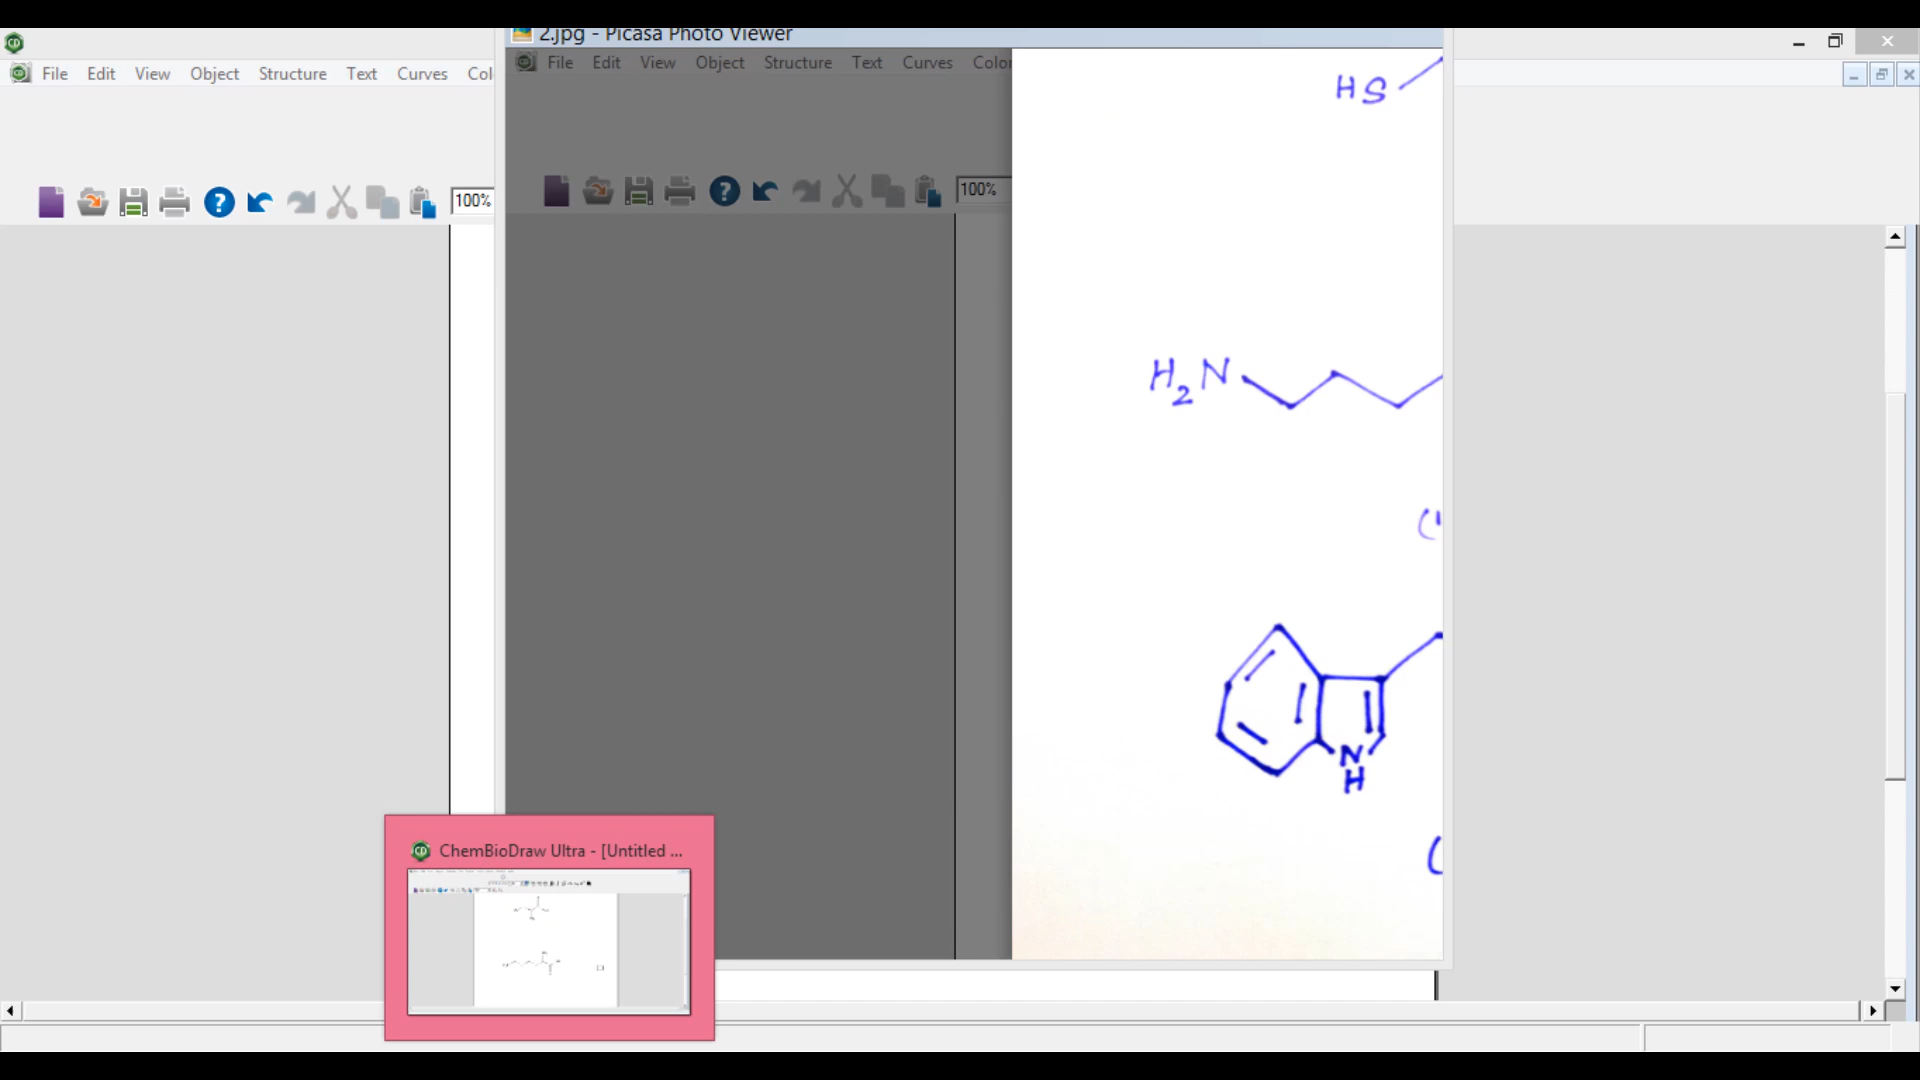 2.jpg - Picasa Photo Viewer
File Edit View Object Structure Text Curves Col
File Edit View Object Structure Text Curves Color
100%
100%
HS
H2N
N
H
ChemBioDraw Ultra - [Untitled ...